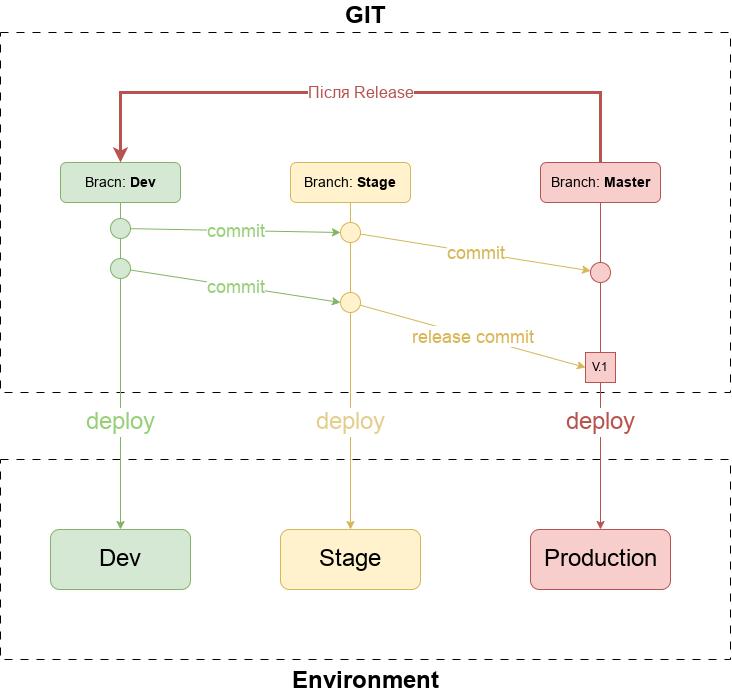 GIT
Після Release
Bracn: Dev
Branch: Stage
Branch: Master
commit
commit
commit
release commit
V.1
deploy
deploy
deploy
Dev
Stage
Production
Environment